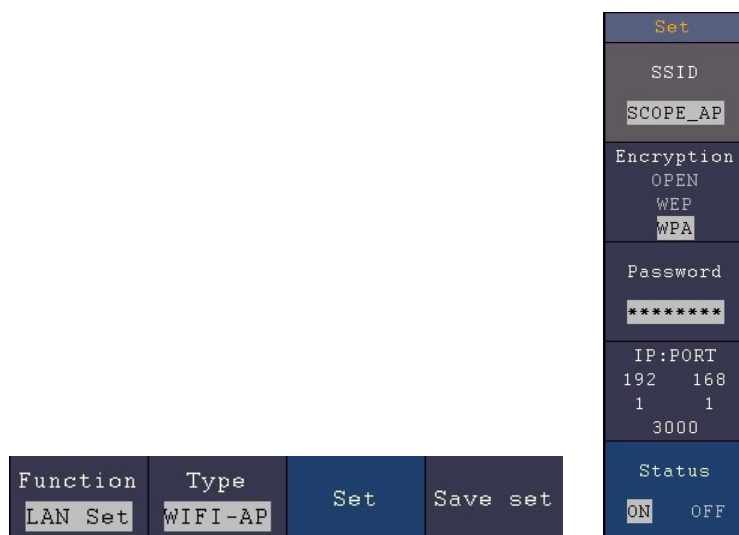 Set
SSID
SCOPE_AP
Encryption
OPEN
WEP
WPA
Password
********
IP:PORT
192 168
1 1
3000
Status
ON OFF
Function Type
LAN Set WIFI-AP Set Save set